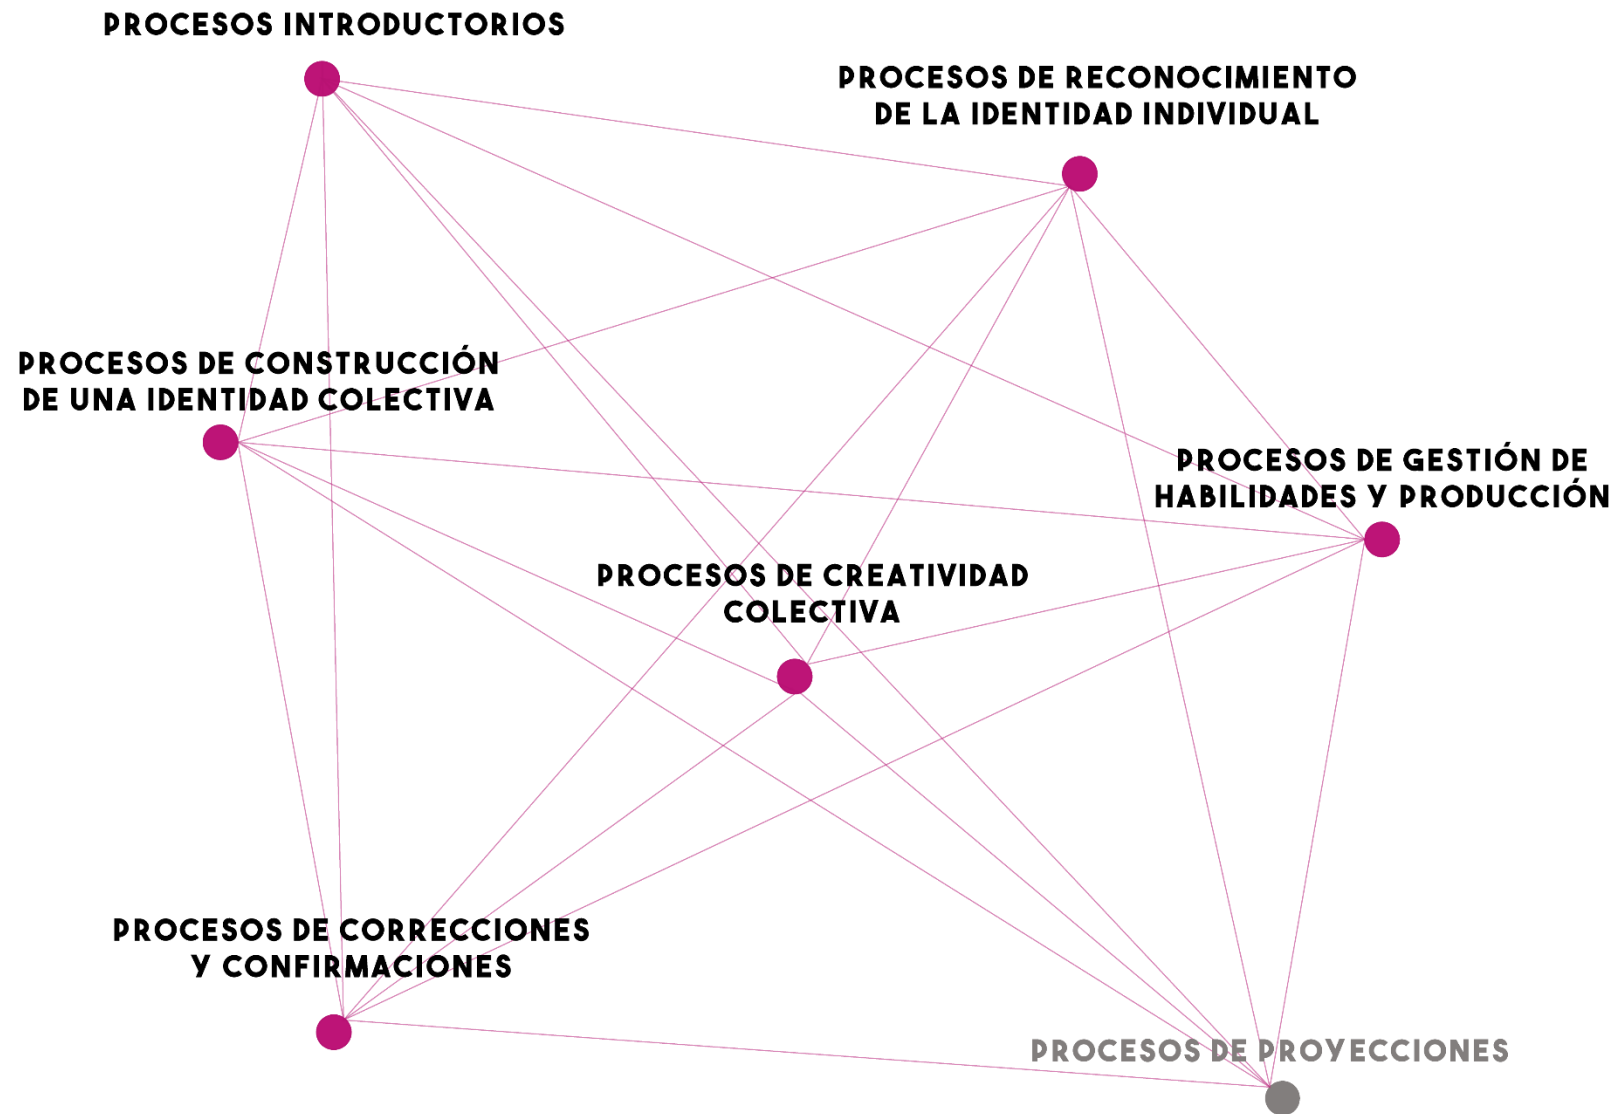 PROCESOS INTRODUCTORIOS
PROCESOS DE RECONOCIMIENTO
DE LA IDENTIDAD INDIVIDUAL
PROCESOS DE CONSTRUCCIÓN
DE UNA IDENTIDAD COLECTIVA
PROCESOS DE GESTIÓN DE
HABILIDADES Y PRODUCCIÓN
PROCESOS DE CREATIVIDAD
COLECTIVA
PROCESOS DE CORRECCIONES
Y CONFIRMACIONES
PROCESOS DE PROYECCIONES